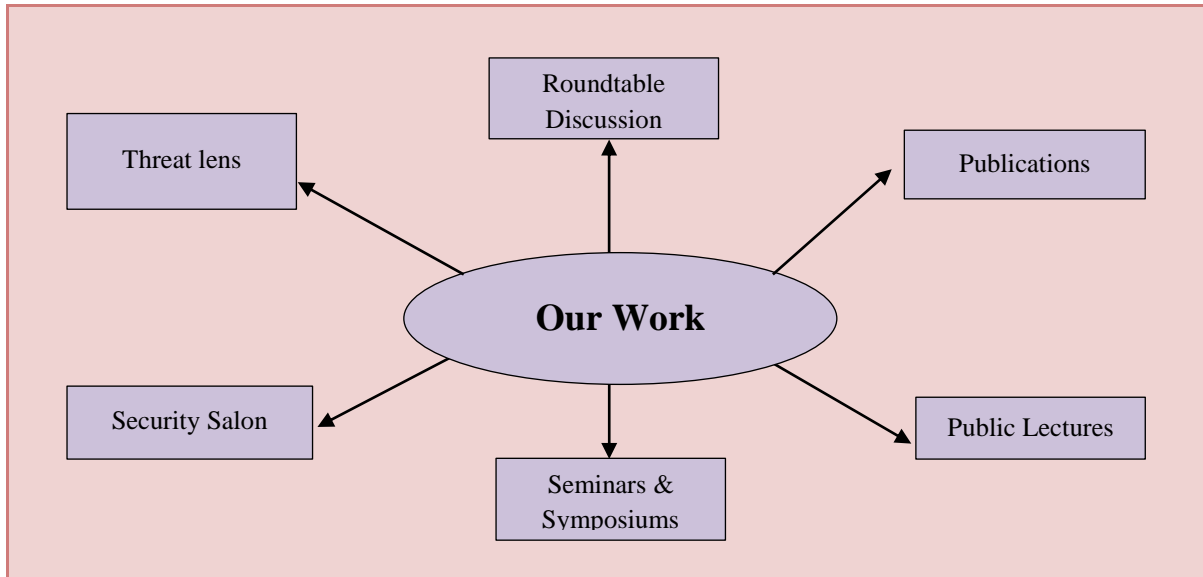 Roundtable
Discussion
Threat lens
Publications
Our Work
Security Salon
Public Lectures
Seminars &
Symposiums